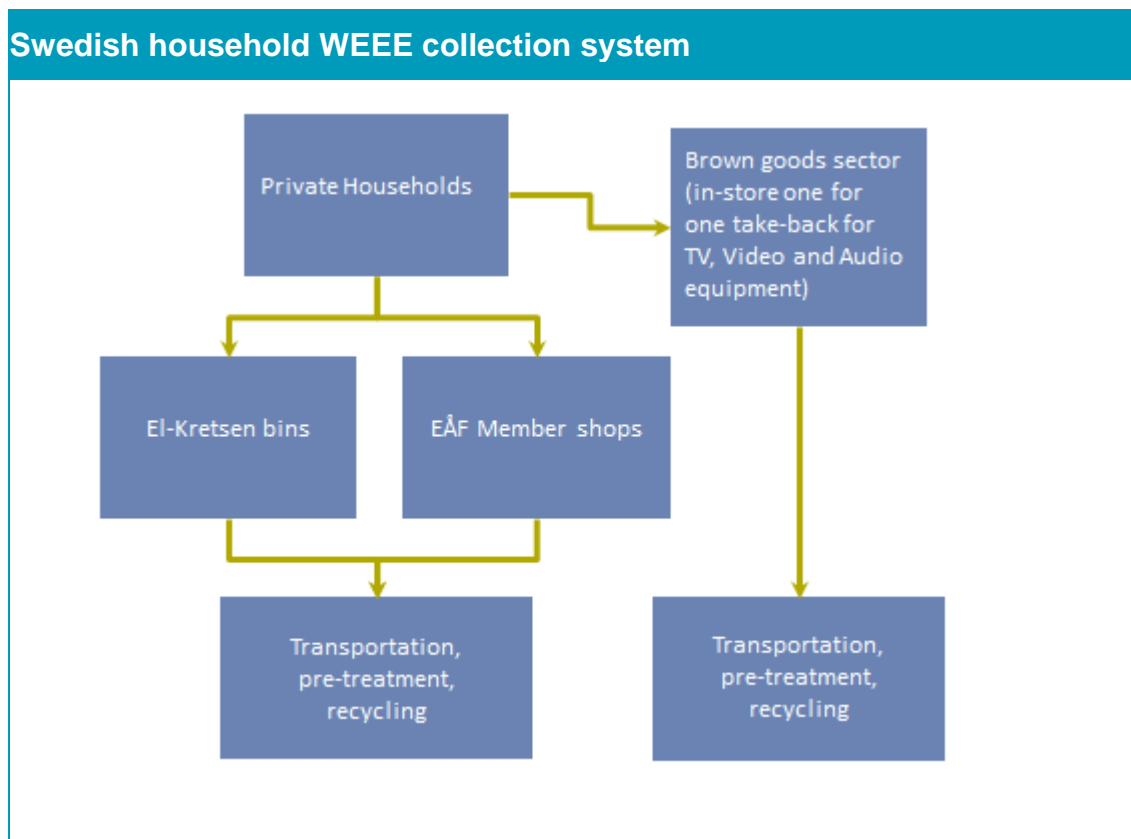 Swedish household WEEE collection system
Private Households
Brown goods sector
(in-store one for
one take-back for
TV, Video and Audio
equipment)
El-Kretsen bins
EÅF Member shops
Transportation,
pre-treatment,
recycling
Transportation,
pre-treatment,
recycling